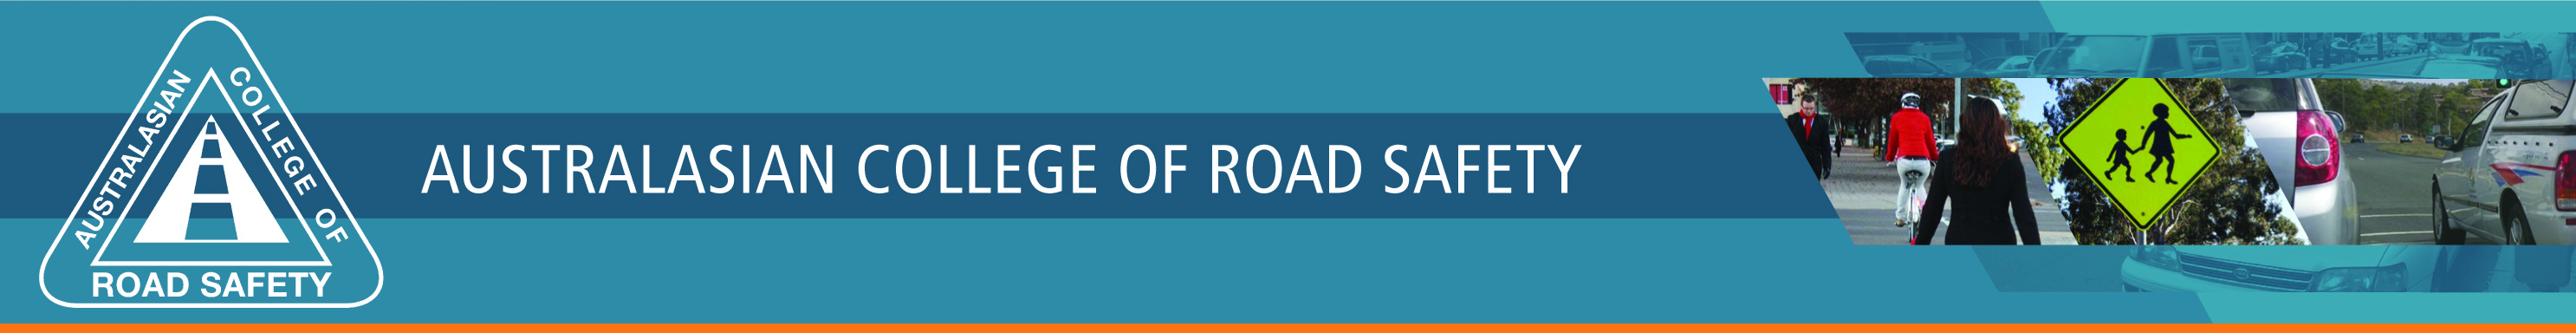 AUSTRALASIAN
COLLEGE OF
ROAD SAFETY
AUSTRALASIAN COLLEGE OF ROAD SAFETY